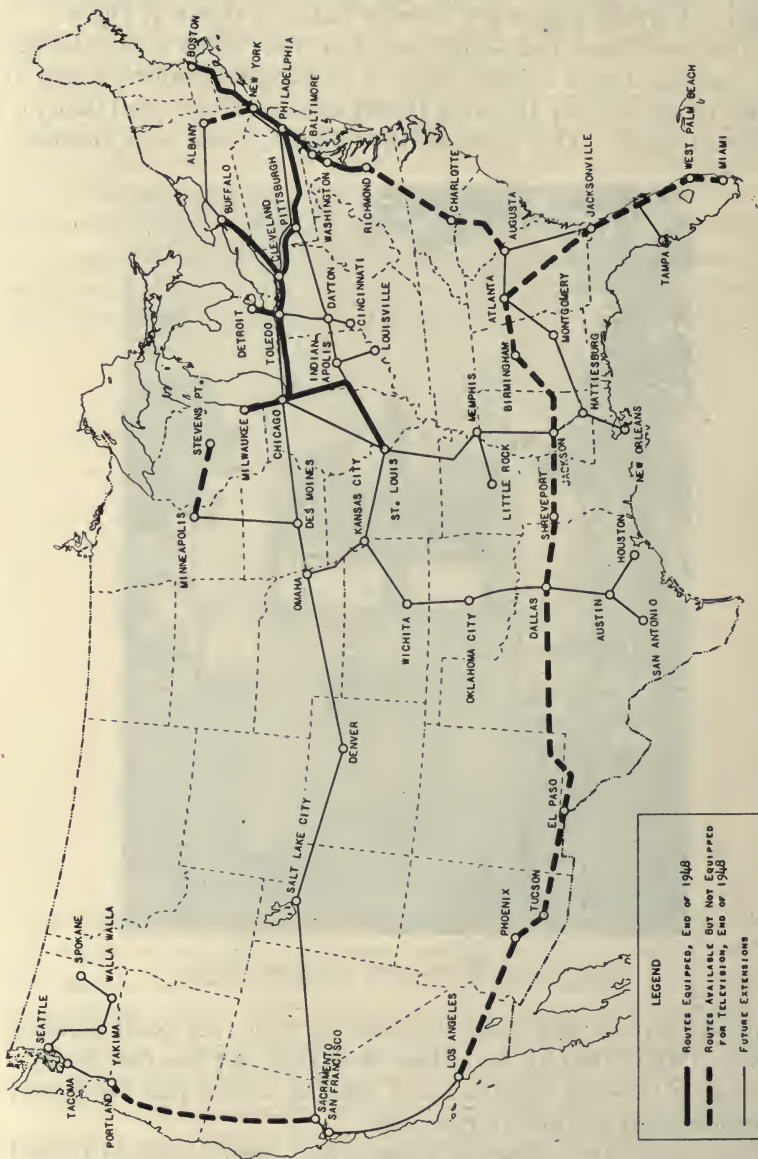 BOSTON
NEW YORK
PHILADELPHIA
BALTIMORE
ALBANY
BUFFALO
CLEVELAND
PITTSBURGH
WASHINGTON
RICHMOND
CHARLOTTE
AUGUSTA
JACKSONVILLE
WEST PALM BEACH
MIAMI
TAMPA
DETROIT
TOLEDO
DAYTON
CINCINNATI
INDIAN-
APOLIS
LOUISVILLE
ATLANTA
MONTGOMERY
BIRMINGHAM
HATTIESBURG
STEVENS PT.
MILWAUKEE
CHICAGO
MEMPHIS
JACKSON
NEW ORLEANS
MINNEAPOLIS
DES MOINES
KANSAS CITY
ST. LOUIS
LITTLE ROCK
SHREVEPORT
OMAHA
WICHITA
OKLAHOMA CITY
DALLAS
HOUSTON
AUSTIN
SAN ANTONIO
DENVER
SALT LAKE CITY
EL PASO
TUCSON
PHOENIX
SPOKANE
WALLA WALLA
SEATTLE
YAKIMA
TACOMA
PORTLAND
SACRAMENTO
SAN FRANCISCO
LOS ANGELES
LEGEND
ROUTES EQUIPPED, END OF 1948
ROUTES AVAILABLE BUT NOT EQUIPPED
FOR TELEVISION, END OF 1948
FUTURE EXTENSIONS